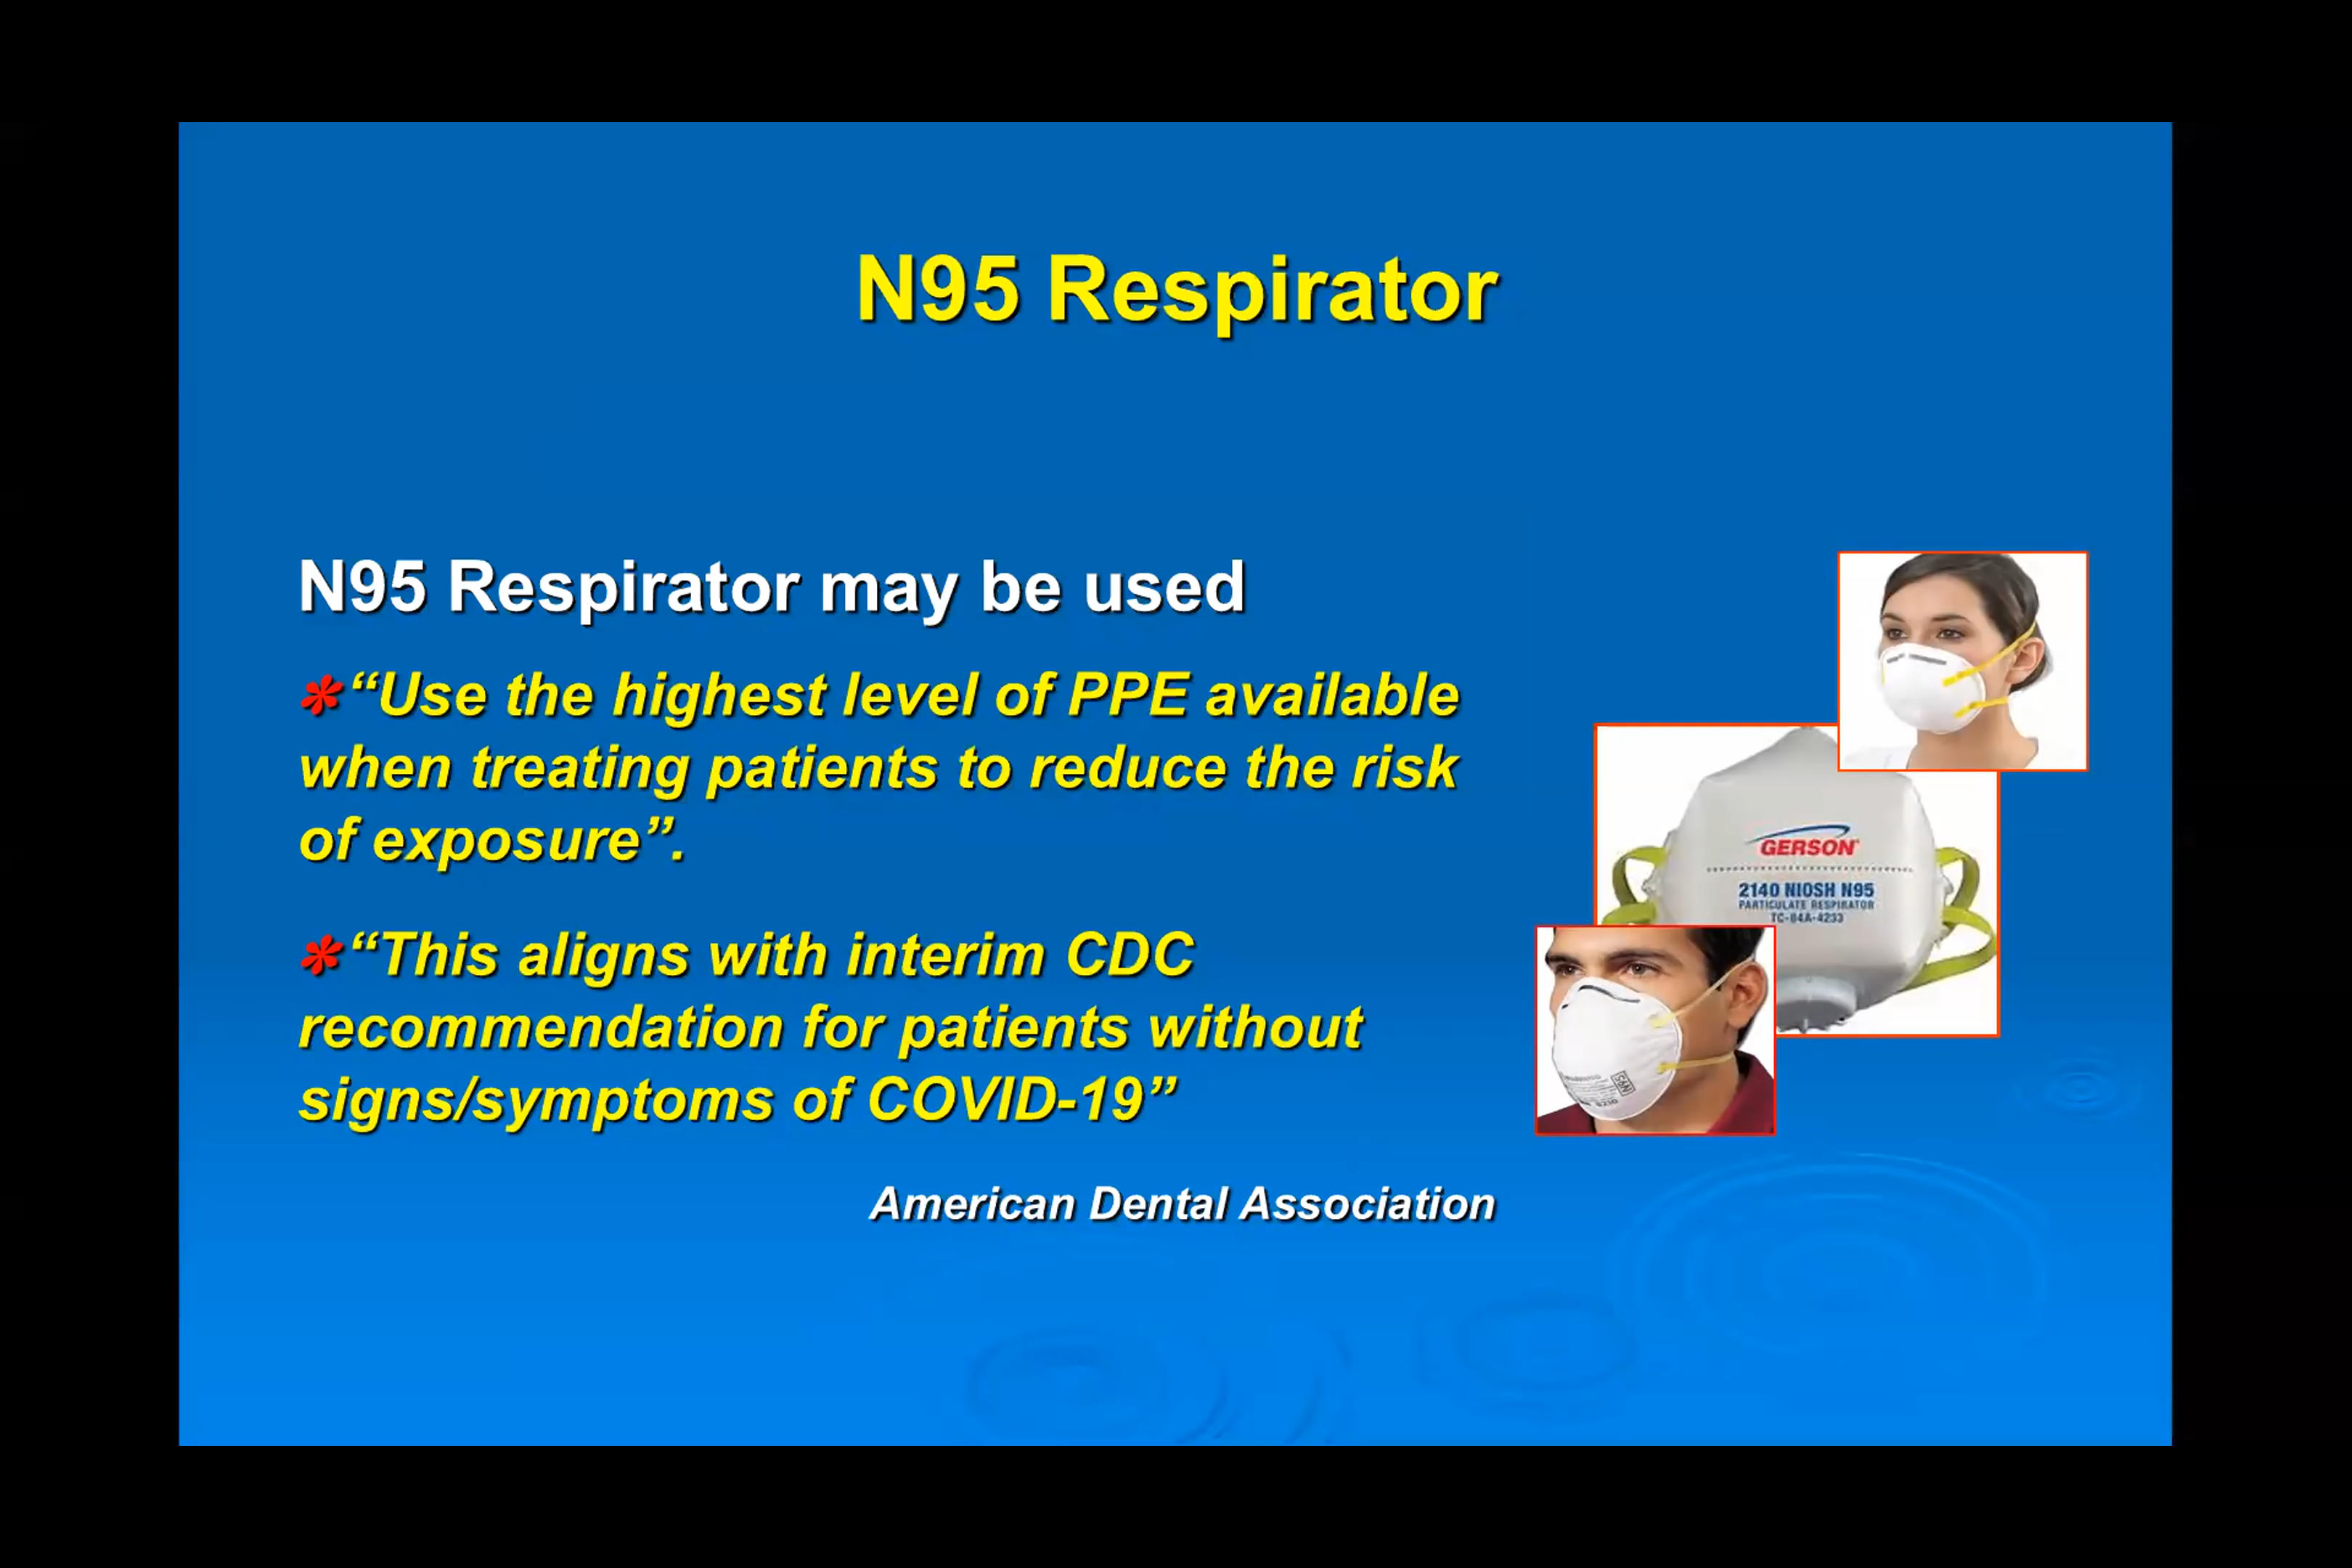 N95 Respirator
N95 Respirator may be used
*“Use the highest level of PPE available
when treating patients to reduce the risk
of exposure”.
*“This aligns with interim CDC
recommendation for patients without
signs/symptoms of COVID-19”
American Dental Association
GERSON
2140 NIOSH N95
PARTICULATE RESPIRATOR
TC-84A-4233
N95
8210